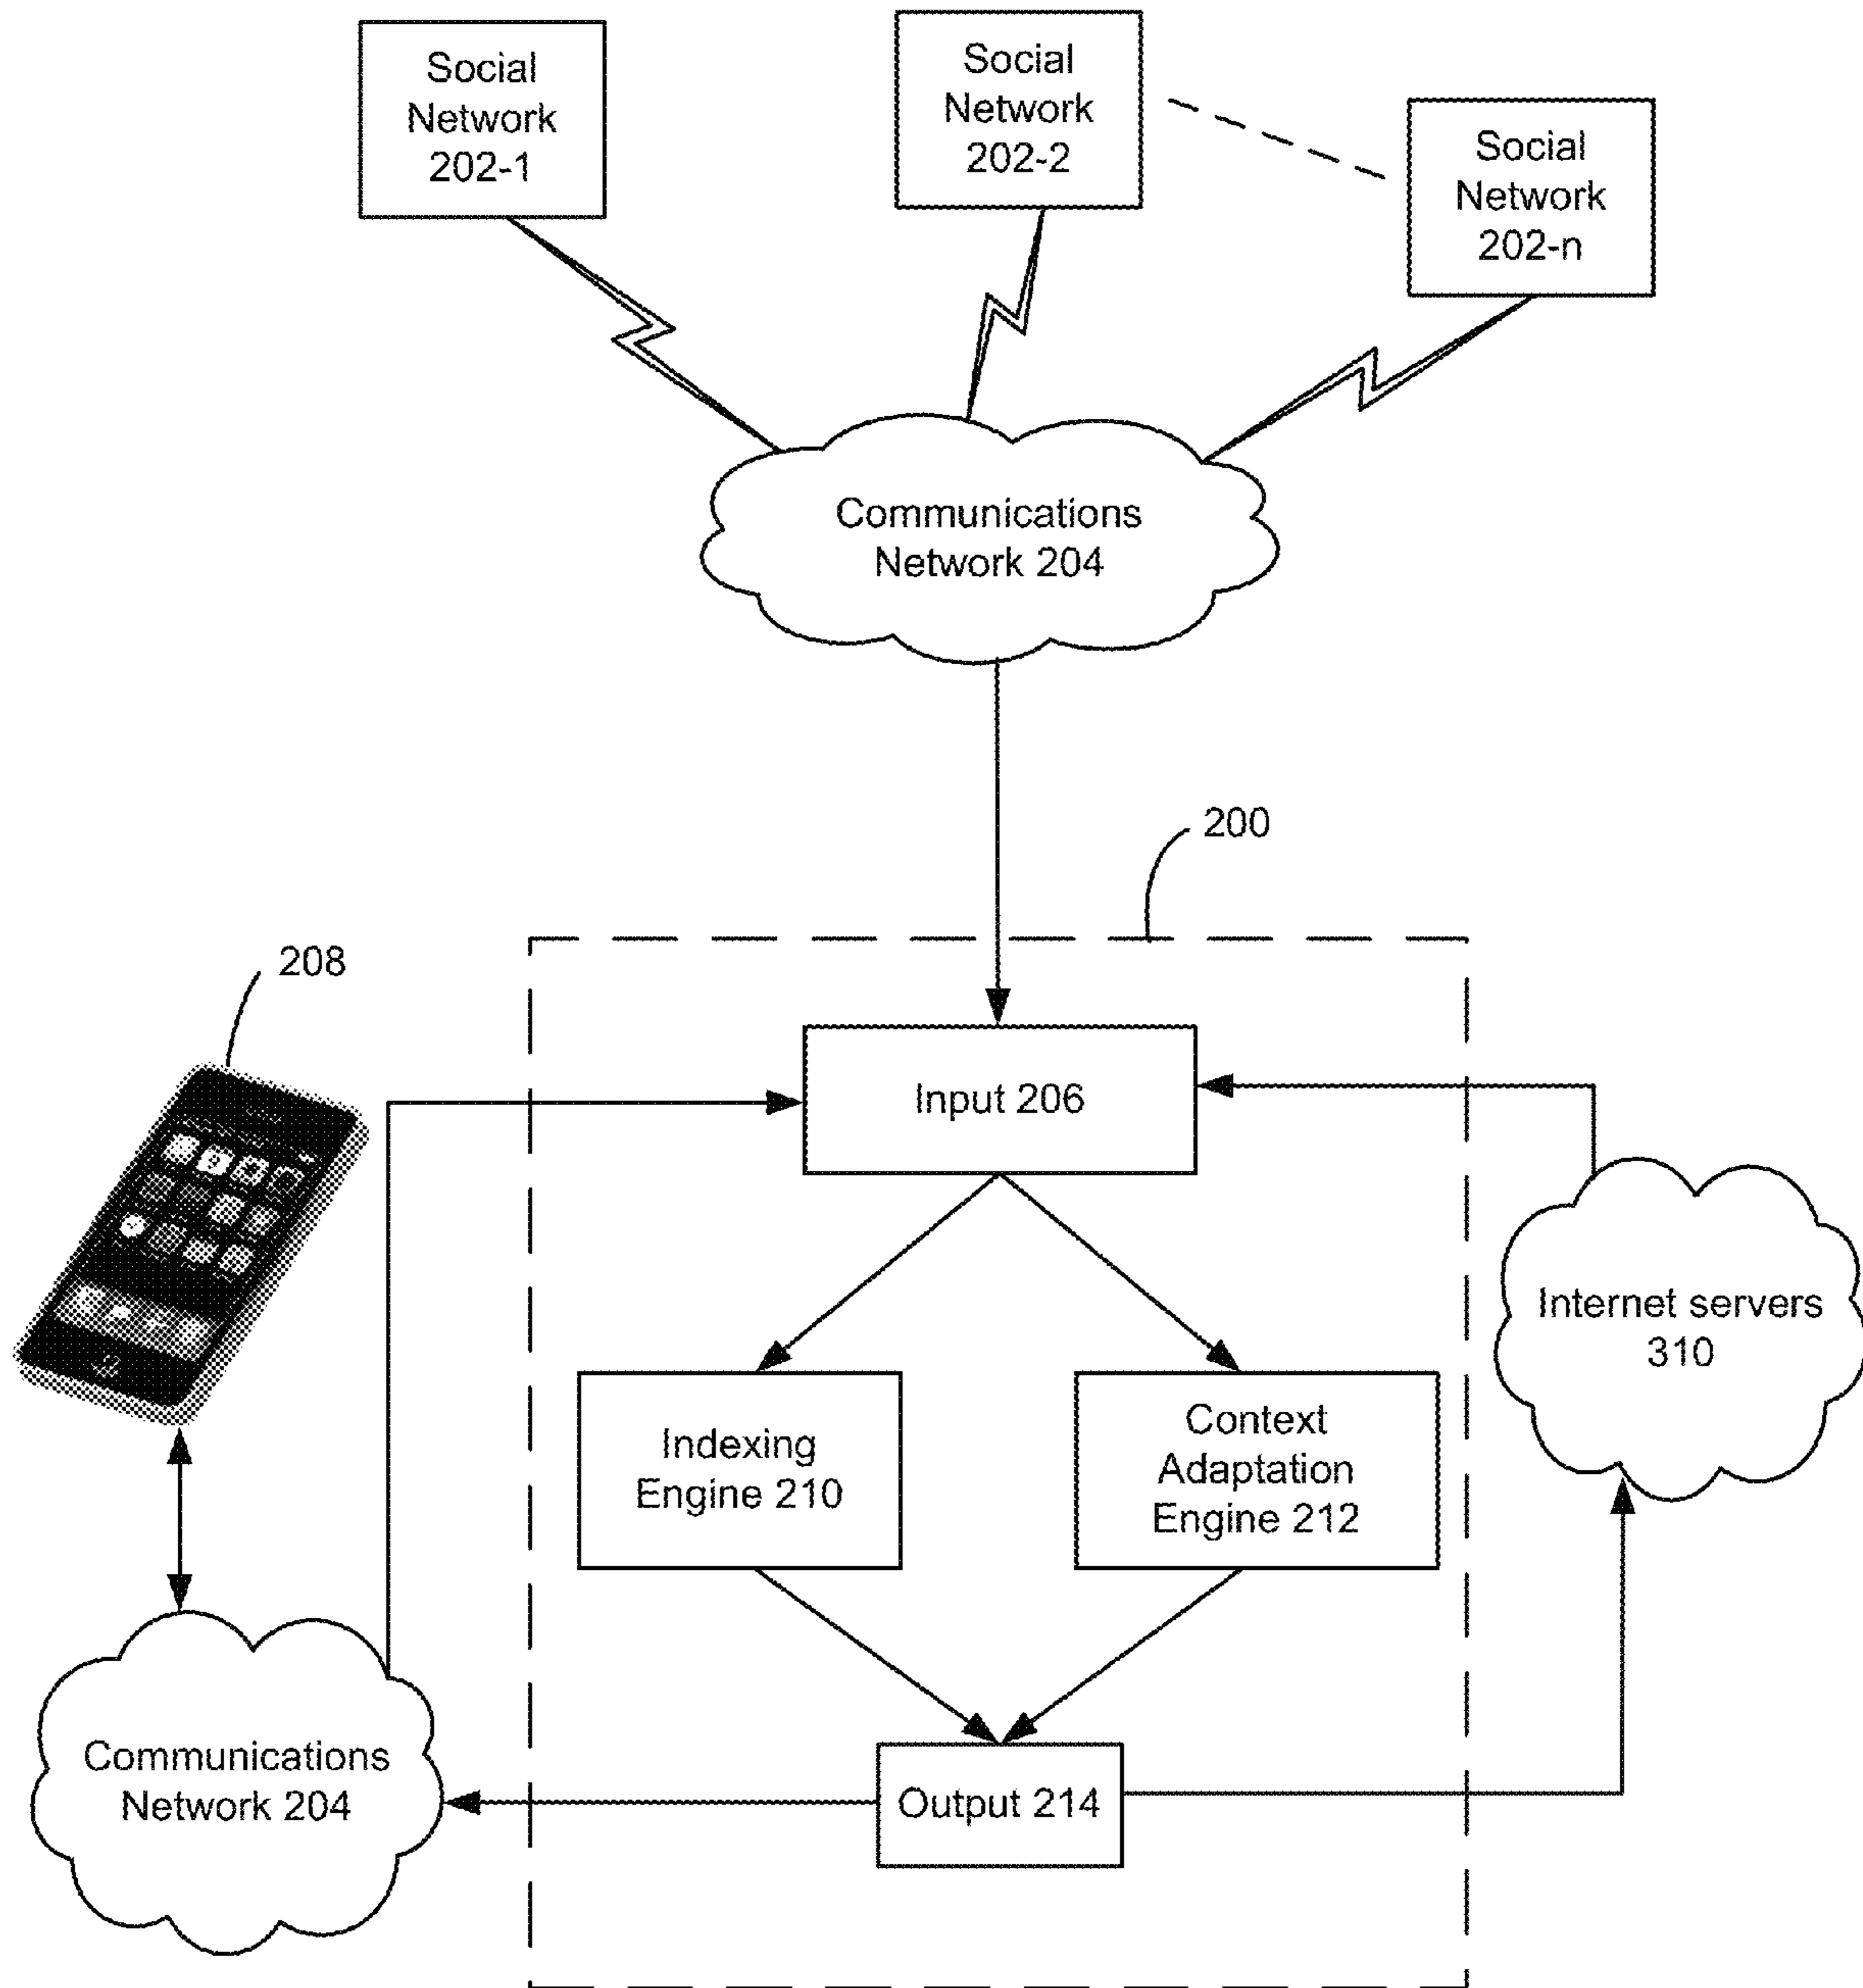 Social
Network
202-1
Social
Network
202-2
Social
Network
202-n
Communications
Network 204
200
208
Input 206
Internet servers
310
Indexing
Engine 210
Context
Adaptation
Engine 212
Communications
Network 204
Output 214